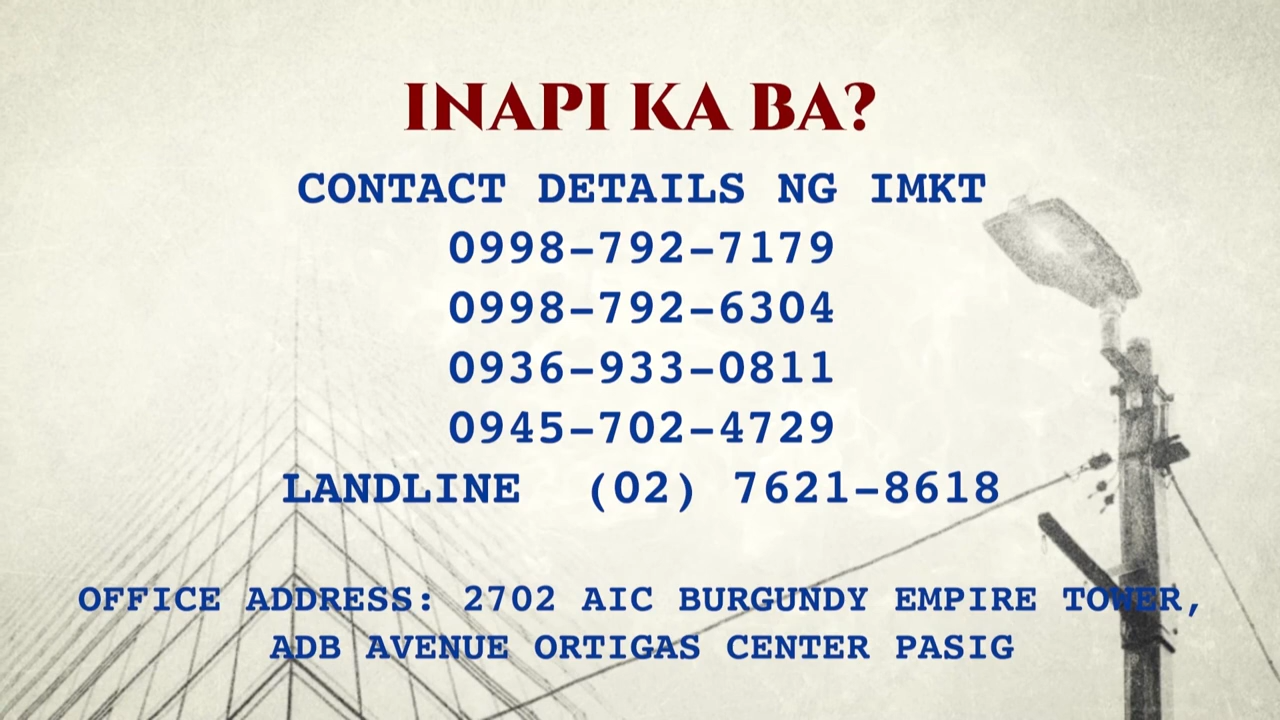 INAPI KA BA?
CONTACT DETAILS NG IMKT
0998-792-7179
0998-792-6304
0936-933-0811
0945-702-4729
LANDLINE (02) 7621-8618
OFFICE ADDRESS: 2702 AIC BURGUNDY EMPIRE TOWER,
ADB AVENUE ORTIGAS CENTER PASIG